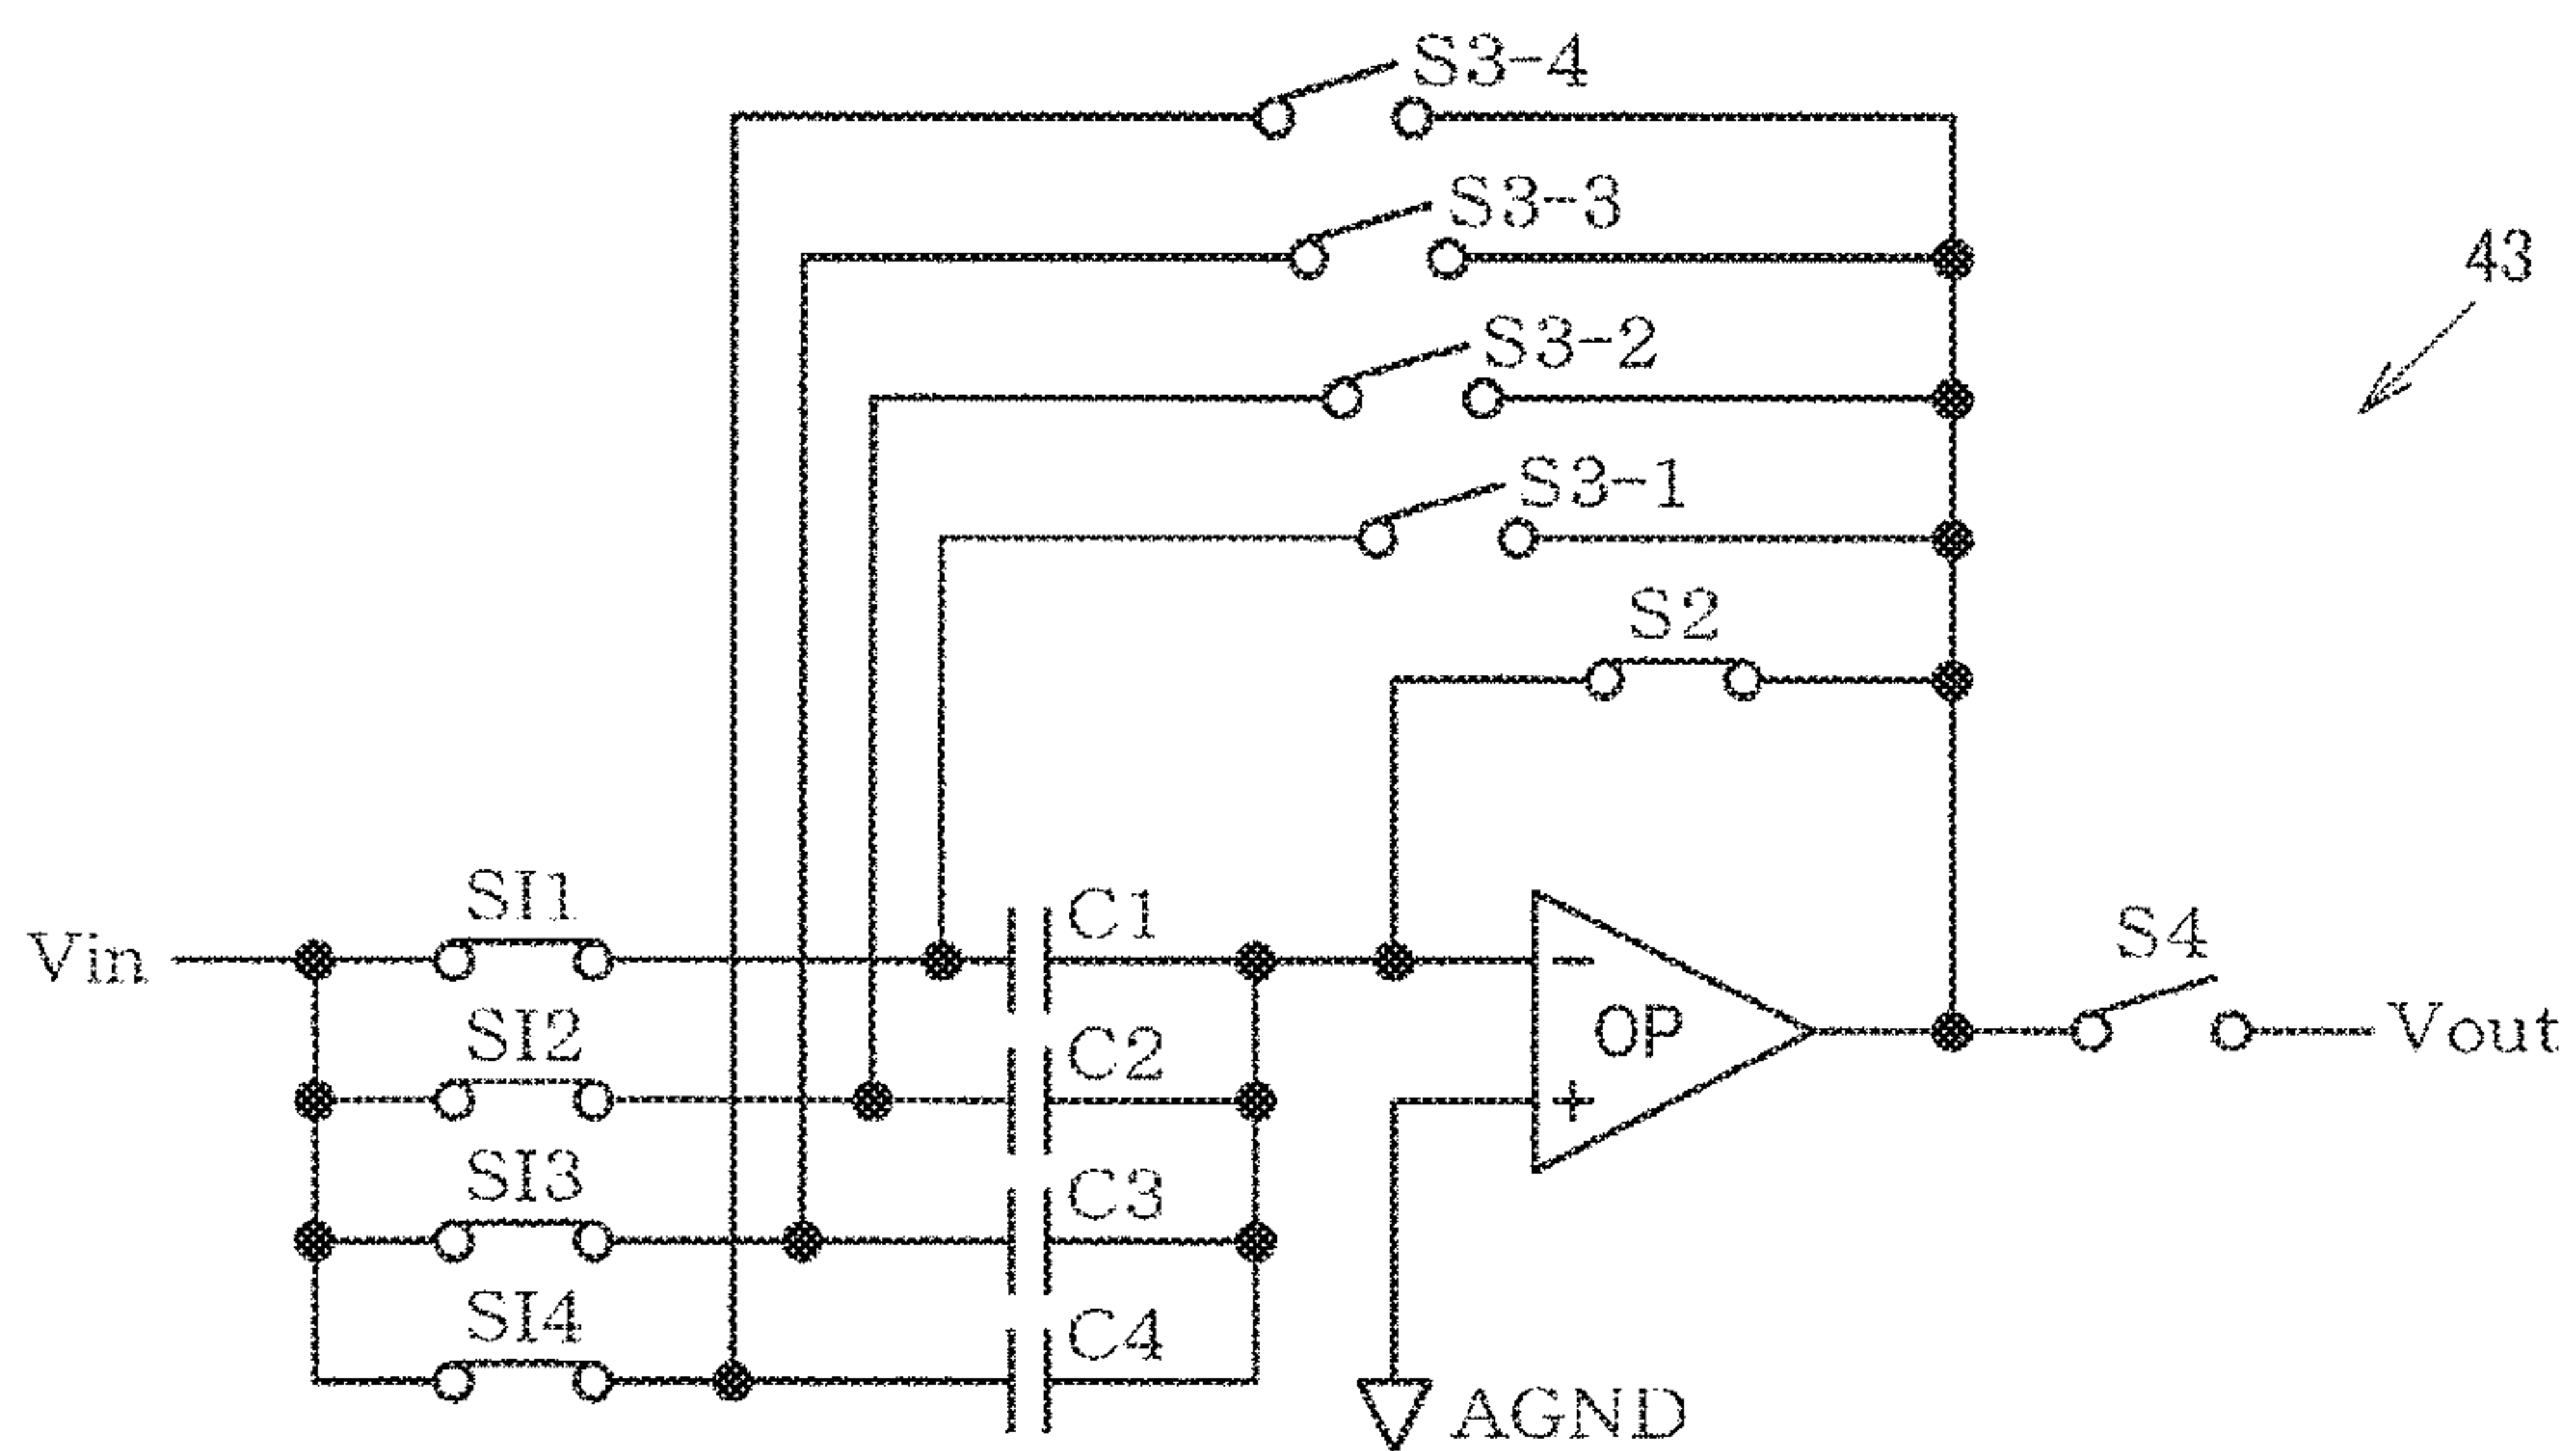 S3-4
S3-3
43
S3-2
S3-1
S2
SI1
C1
S4
Vin
−
SI2
C2
OP
Vout
+
SI3
C3
SI4
C4
AGND